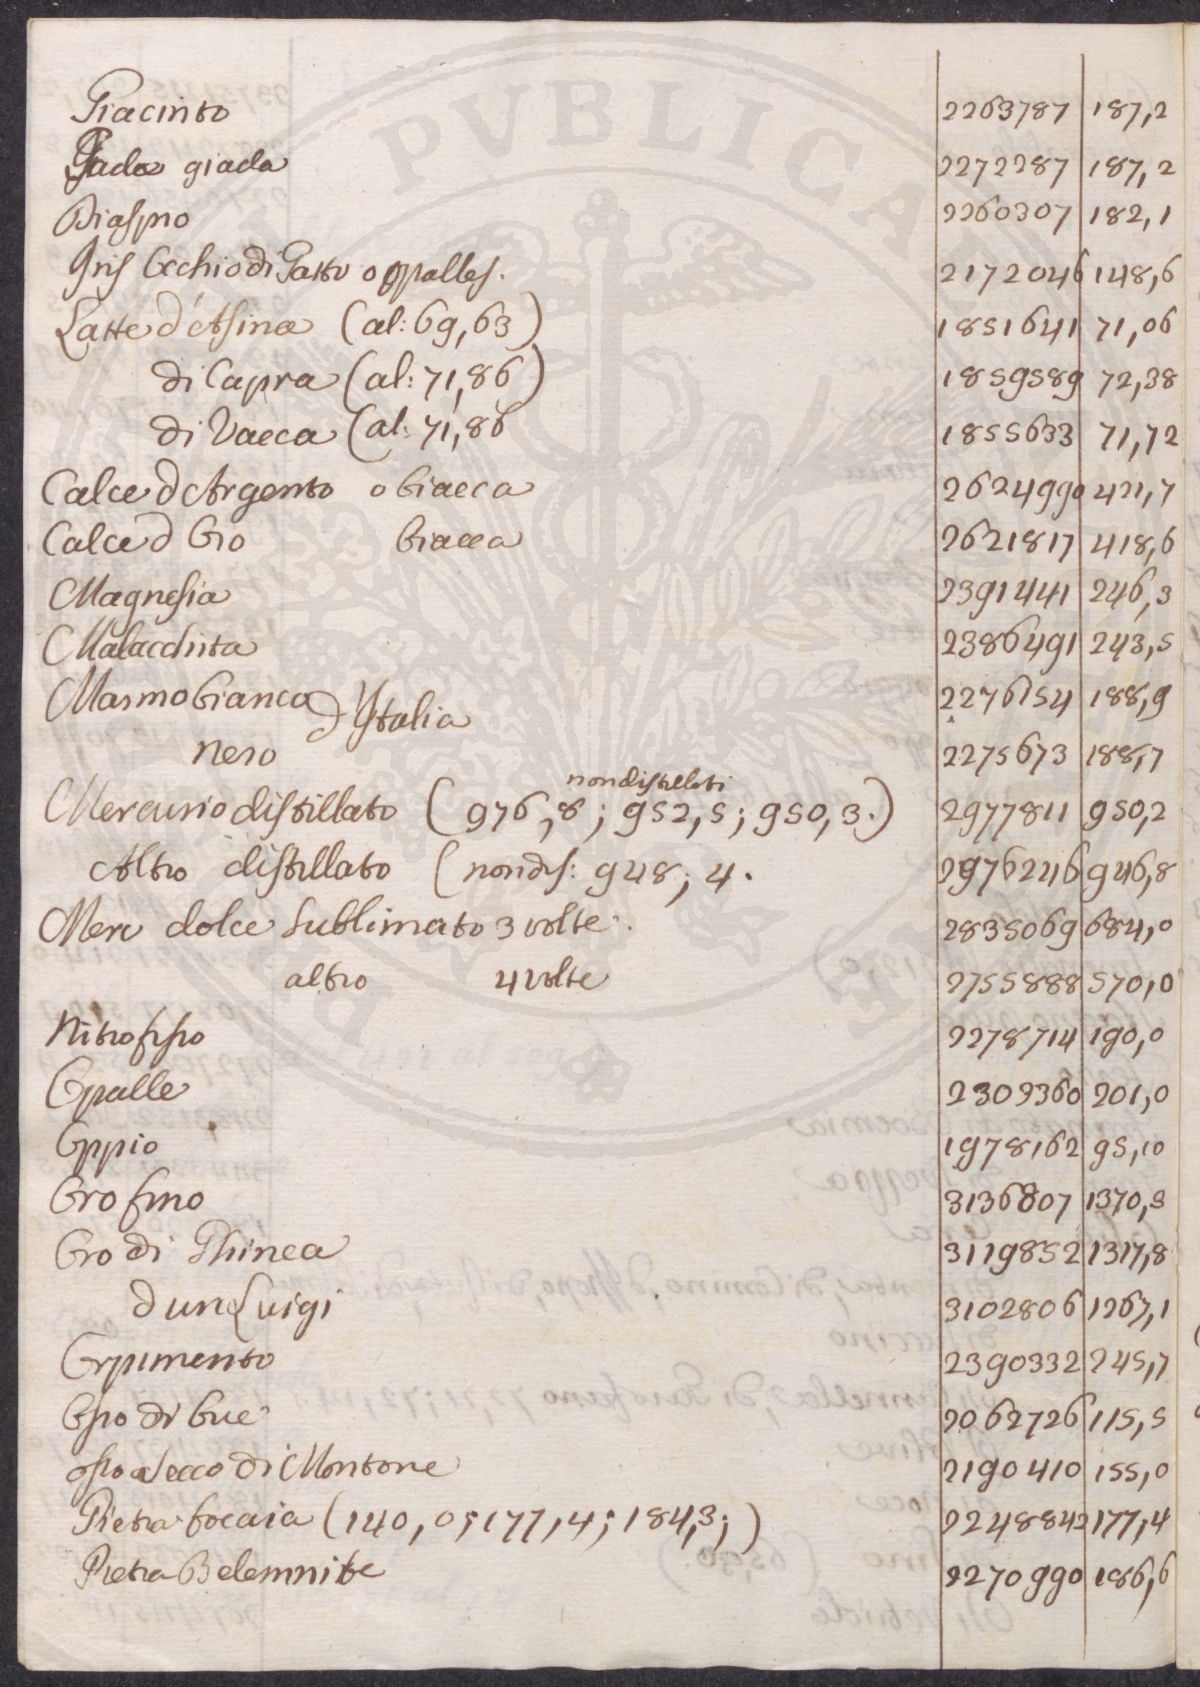 PVBLICA
Giacinto 2263787 187,2
Gade giada 2272287 187,2
Diaspro 2260307 182,1
Iris Occhio di Gatto o oppalles. 2172046 148,6
Latte d'Asina (al: 69,63) 1851641 71,06
di Capra (al: 71,86) 1859589 72,38
di Vacca (al: 71,86 1855633 71,72
Calce d Argento o biacca 2624990 421,7
Calce d Oro biacca 2621817 418,6
Magnesia 2391441 246,3
Malacchita 2386491 243,5
Marmo bianco d'Italia 2276154 188,9
nero 2275673 188,7
non distillati
Mercurio distillato (976,8; 952,5; 950,3.) 2977811 950,2
Altro distillato (non dis: 948; 4. 2976246 946,8
Merc dolce sublimato 3 volte. 2835069 684,0
altro 4 volte 2755888 570,0
Nitro fisso 2278714 190,0
Opalle 2309360 201,0
Oppio 1978162 95,10
Oro fino 3136807 1370,3
Oro di Ghinea 3119852 1317,8
d un Luigi 3102806 1267,1
Orpimento 2390332 245,7
Osso di bue 2062726 115,5
osso secco di Montone 2190410 155,0
Pietra focaia (140,0; 177,4; 184,3;) 2248842 177,4
Pietra Belemnite 2270990 186,6